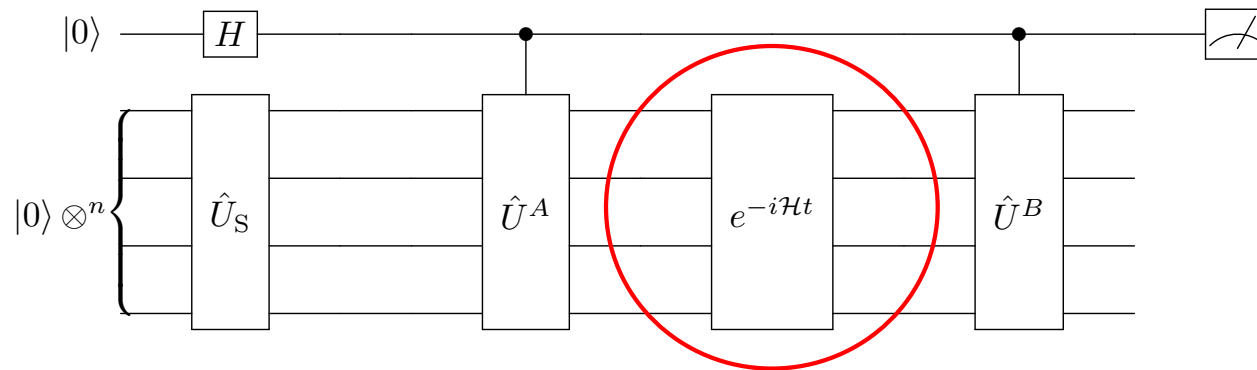 |0⟩ H
|0⟩ ⊗ⁿ { Û_S Û^A e^{-iℋt} Û^B